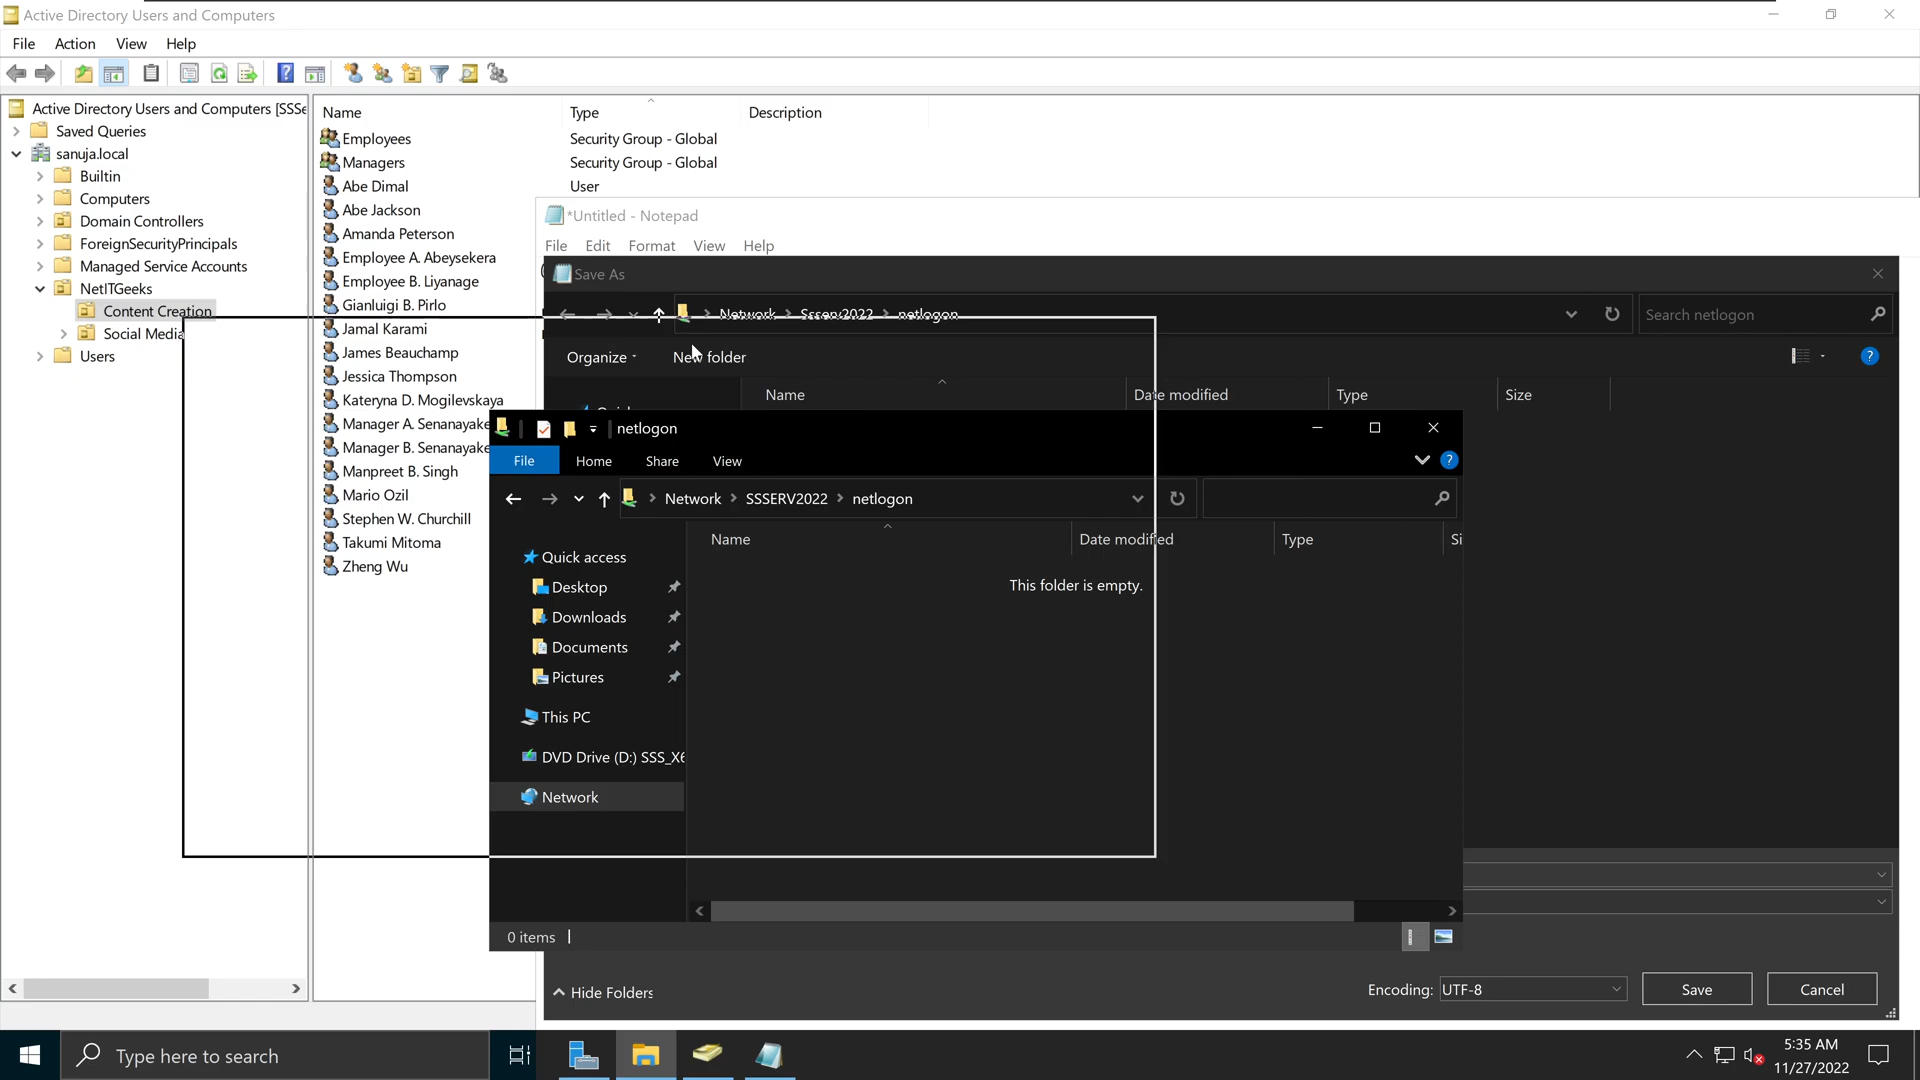 Active Directory Users and Computers
File Action View Help
Active Directory Users and Computers [SSSe
Saved Queries
sanuja.local
Builtin
Computers
Domain Controllers
ForeignSecurityPrincipals
Managed Service Accounts
NetITGeeks
Content Creation
Social Media
Users
Name Type Description
Employees Security Group - Global
Managers Security Group - Global
Abe Dimal User
Abe Jackson
Amanda Peterson
Employee A. Abeysekera
Employee B. Liyanage
Gianluigi B. Pirlo
Jamal Karami
James Beauchamp
Jessica Thompson
Kateryna D. Mogilevskaya
Manager A. Senanayake
Manager B. Senanayake
Manpreet B. Singh
Mario Ozil
Stephen W. Churchill
Takumi Mitoma
Zheng Wu
*Untitled - Notepad
File Edit Format View Help
Save As
Network Ssserv2022 netlogon
Search netlogon
Organize New folder
Name Date modified Type Size
netlogon
File Home Share View
Network SSSERV2022 netlogon
Name Date modified Type Si
Quick access
Desktop
Downloads
Documents
Pictures
This PC
DVD Drive (D:) SSS_X6
Network
This folder is empty.
0 items
Hide Folders
Encoding: UTF-8
Save Cancel
Type here to search
5:35 AM
11/27/2022